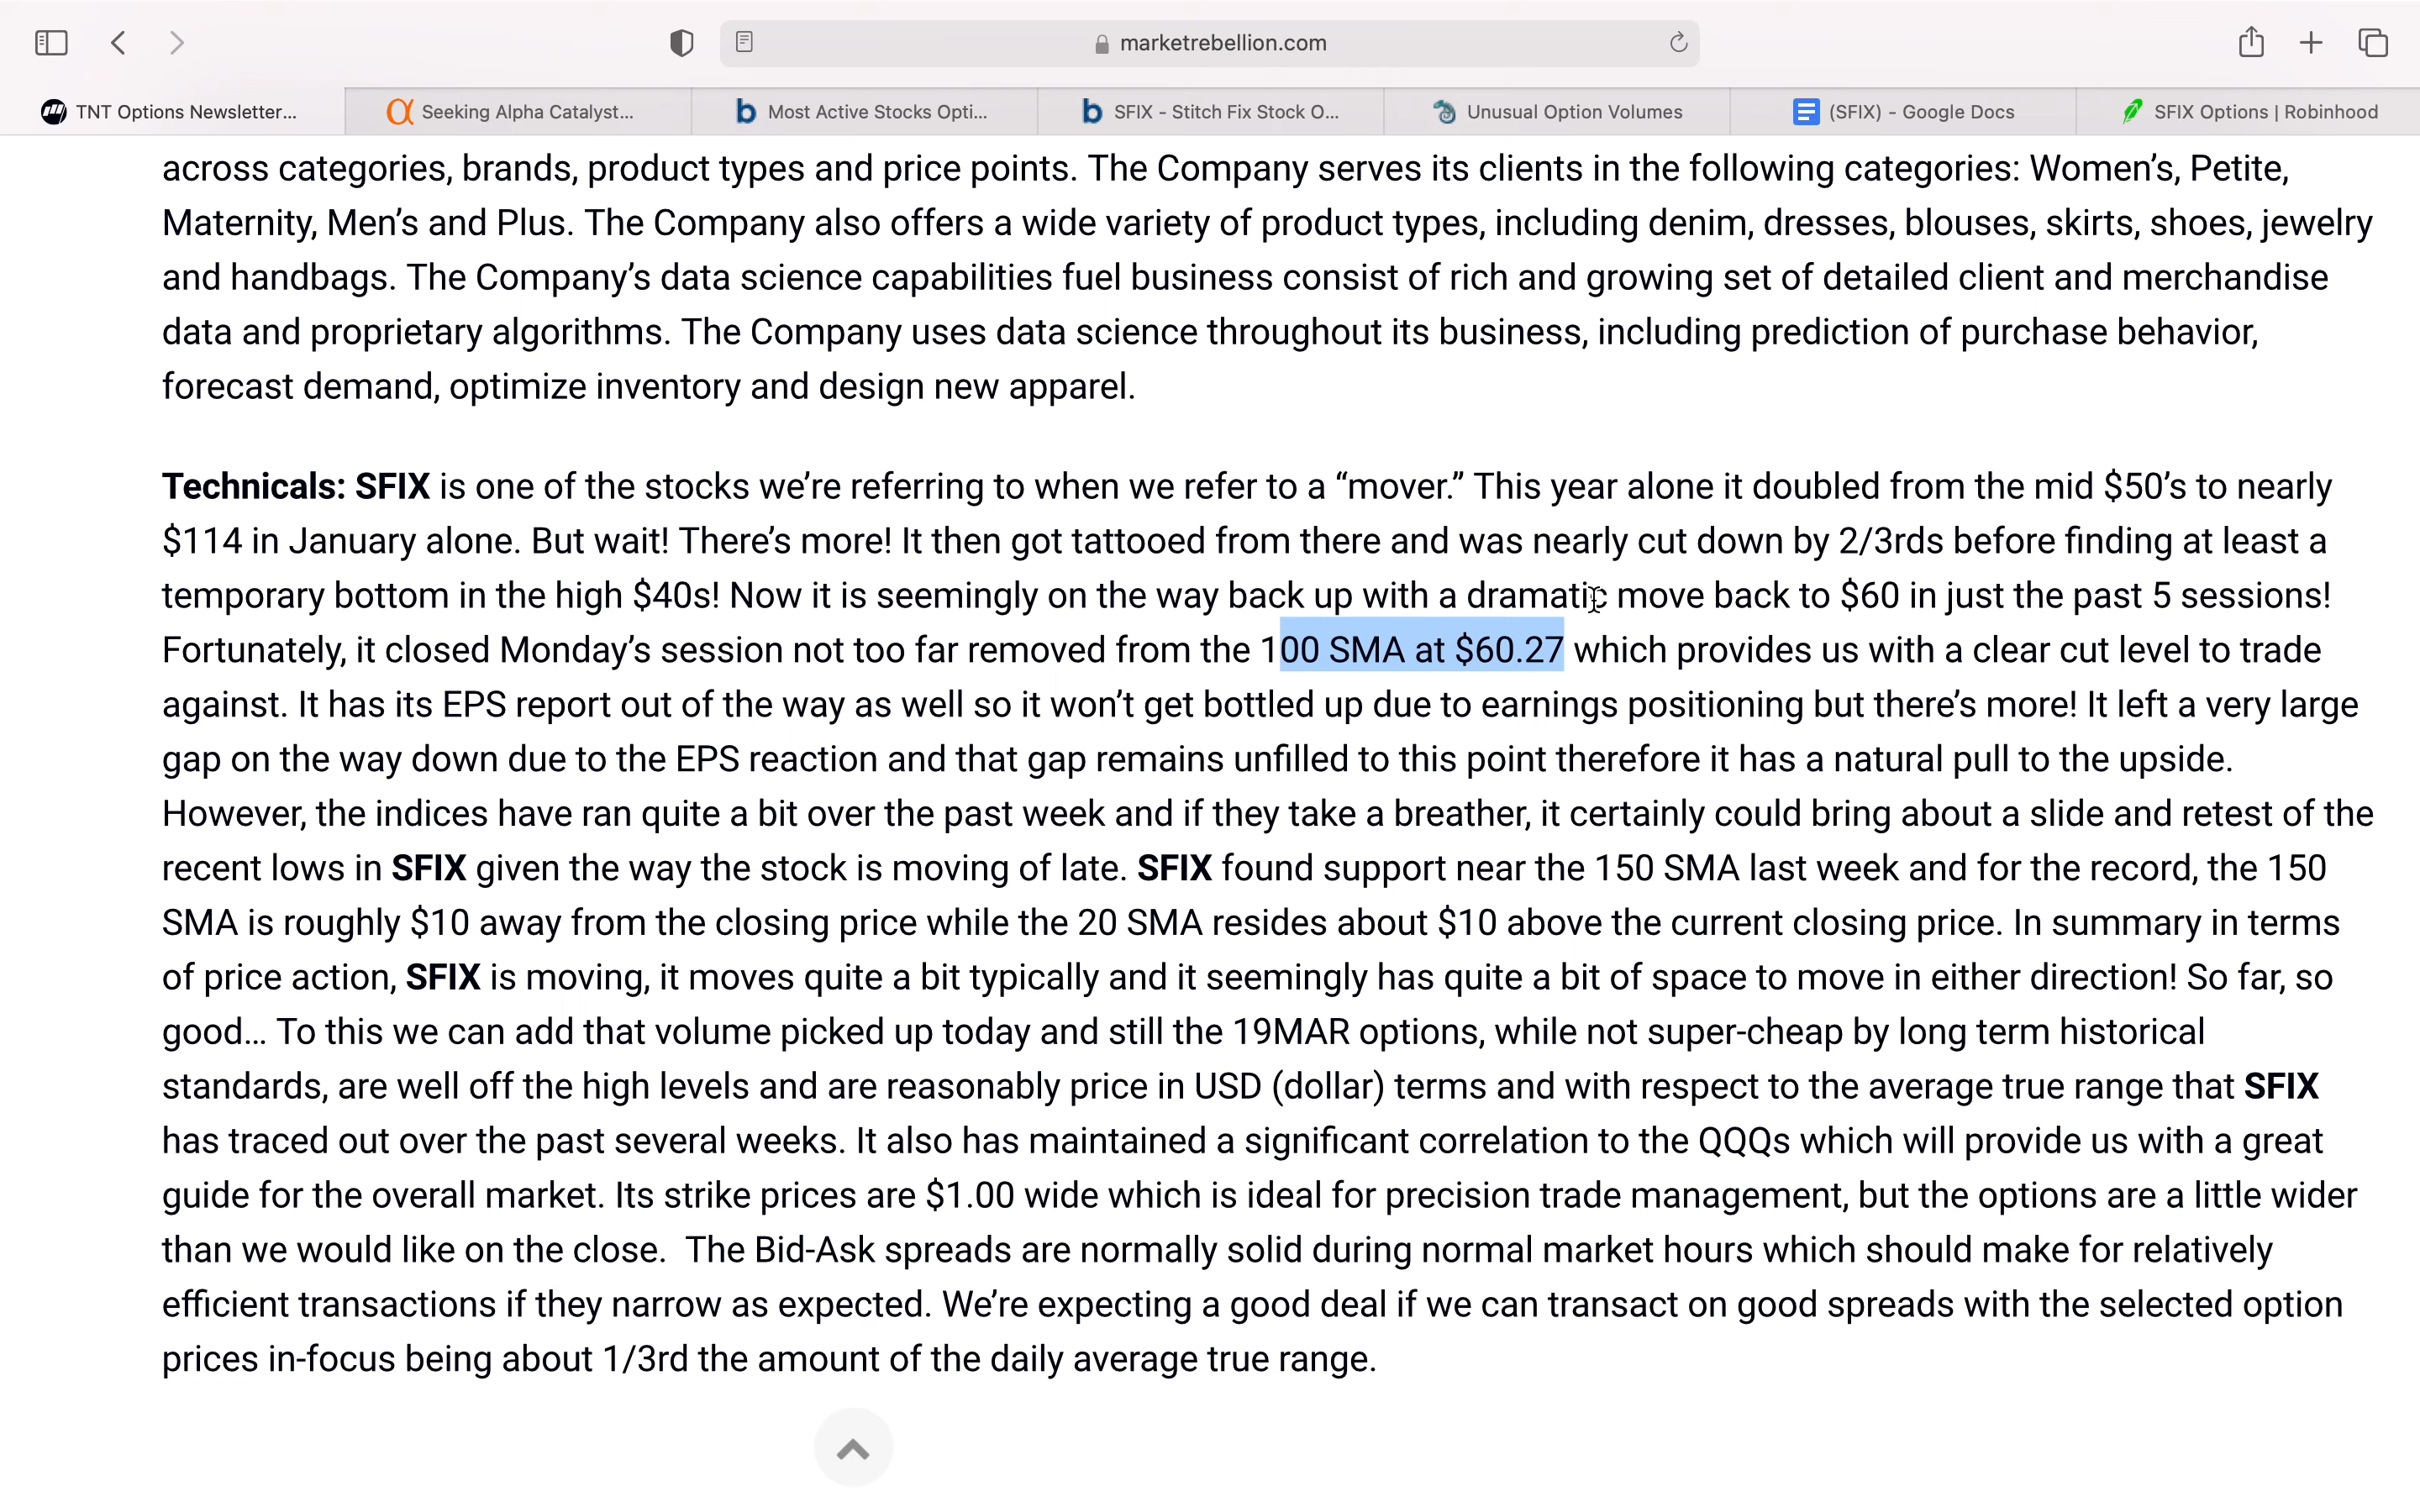 marketrebellion.com
TNT Options Newsletter...
Seeking Alpha Catalyst...
Most Active Stocks Opti...
SFIX - Stitch Fix Stock O...
Unusual Option Volumes
(SFIX) - Google Docs
SFIX Options | Robinhood
across categories, brands, product types and price points. The Company serves its clients in the following categories: Women’s, Petite,
Maternity, Men’s and Plus. The Company also offers a wide variety of product types, including denim, dresses, blouses, skirts, shoes, jewelry
and handbags. The Company’s data science capabilities fuel business consist of rich and growing set of detailed client and merchandise
data and proprietary algorithms. The Company uses data science throughout its business, including prediction of purchase behavior,
forecast demand, optimize inventory and design new apparel.
Technicals: SFIX is one of the stocks we’re referring to when we refer to a “mover.” This year alone it doubled from the mid $50’s to nearly
$114 in January alone. But wait! There’s more! It then got tattooed from there and was nearly cut down by 2/3rds before finding at least a
temporary bottom in the high $40s! Now it is seemingly on the way back up with a dramatic move back to $60 in just the past 5 sessions!
Fortunately, it closed Monday’s session not too far removed from the 100 SMA at $60.27 which provides us with a clear cut level to trade
against. It has its EPS report out of the way as well so it won’t get bottled up due to earnings positioning but there’s more! It left a very large
gap on the way down due to the EPS reaction and that gap remains unfilled to this point therefore it has a natural pull to the upside.
However, the indices have ran quite a bit over the past week and if they take a breather, it certainly could bring about a slide and retest of the
recent lows in SFIX given the way the stock is moving of late. SFIX found support near the 150 SMA last week and for the record, the 150
SMA is roughly $10 away from the closing price while the 20 SMA resides about $10 above the current closing price. In summary in terms
of price action, SFIX is moving, it moves quite a bit typically and it seemingly has quite a bit of space to move in either direction! So far, so
good… To this we can add that volume picked up today and still the 19MAR options, while not super-cheap by long term historical
standards, are well off the high levels and are reasonably price in USD (dollar) terms and with respect to the average true range that SFIX
has traced out over the past several weeks. It also has maintained a significant correlation to the QQQs which will provide us with a great
guide for the overall market. Its strike prices are $1.00 wide which is ideal for precision trade management, but the options are a little wider
than we would like on the close.  The Bid-Ask spreads are normally solid during normal market hours which should make for relatively
efficient transactions if they narrow as expected. We’re expecting a good deal if we can transact on good spreads with the selected option
prices in-focus being about 1/3rd the amount of the daily average true range.